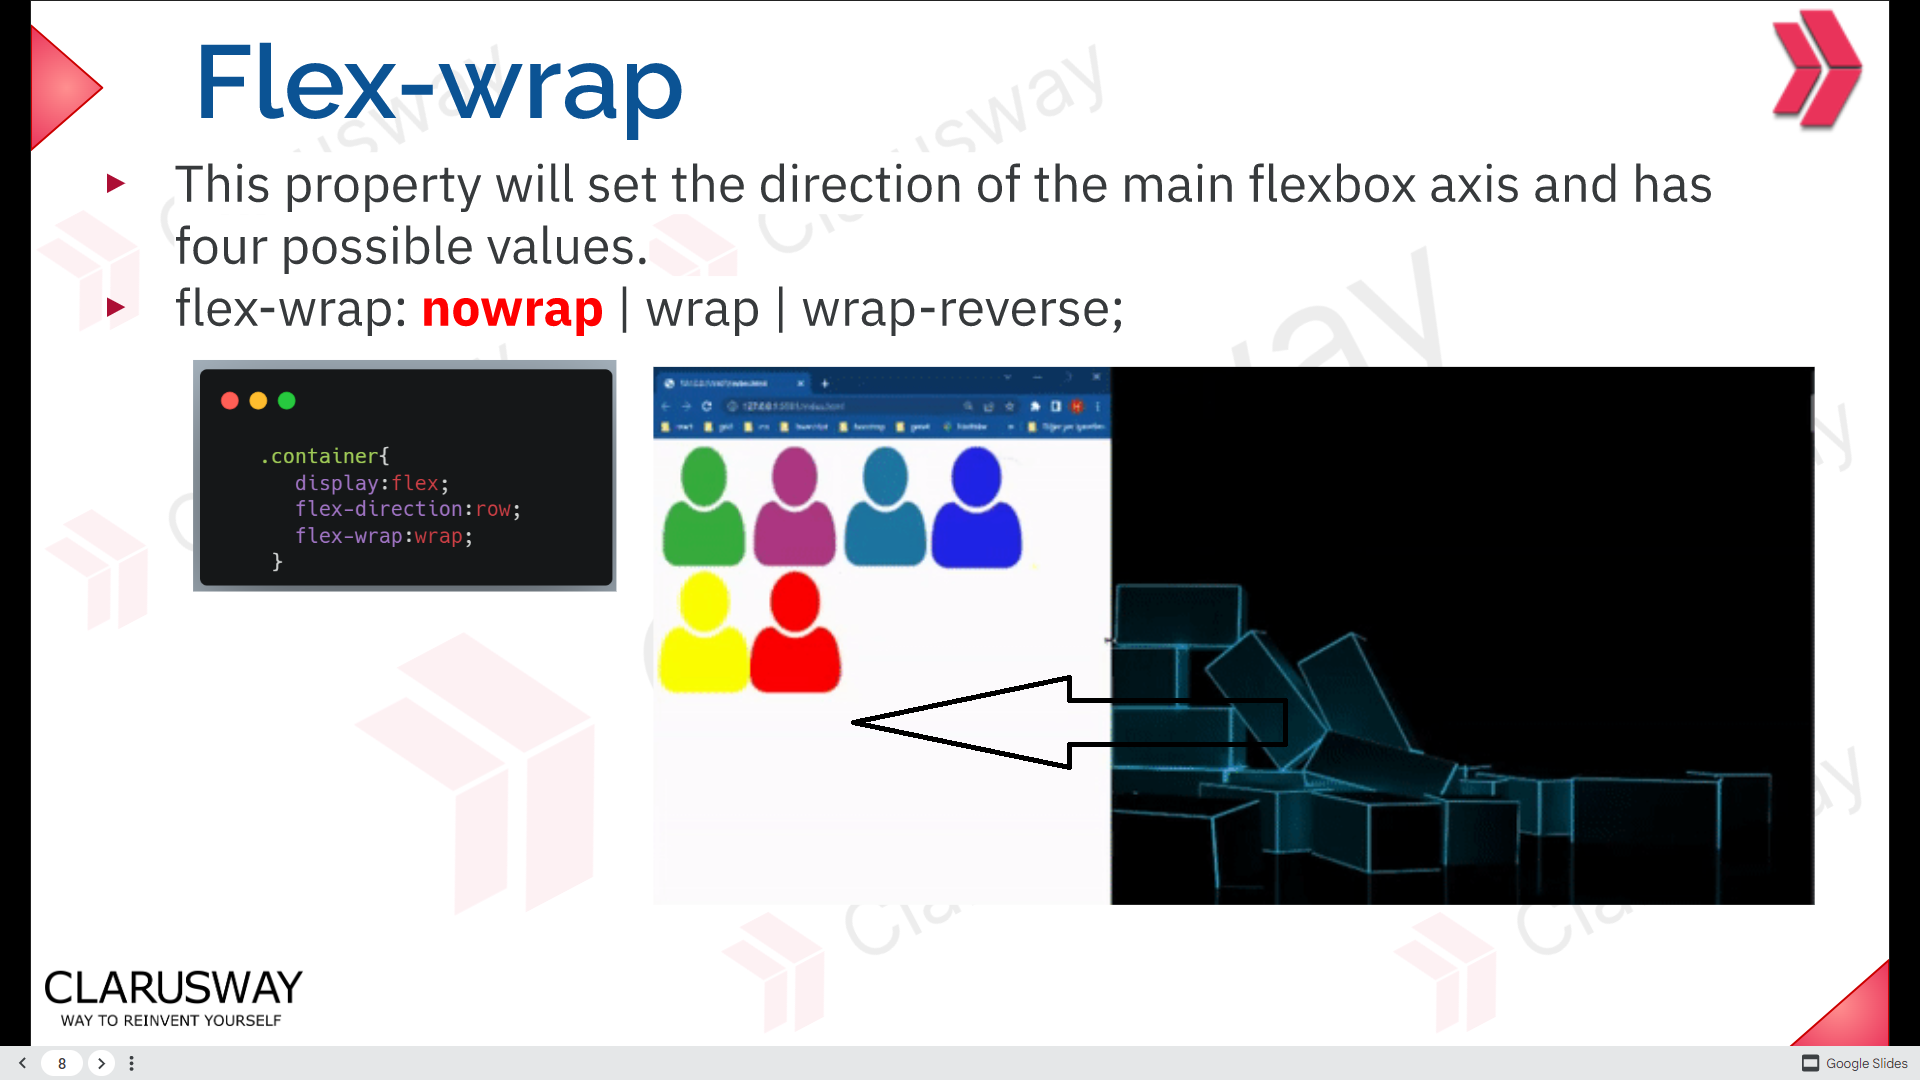 Flex-wrap
This property will set the direction of the main flexbox axis and has
four possible values.
flex-wrap: nowrap | wrap | wrap-reverse;
.container{
display:flex;
flex-direction:row;
flex-wrap:wrap;
}
Clarusway
Clarusway
CLARUSWAY
WAY TO REINVENT YOURSELF
8
Google Slides